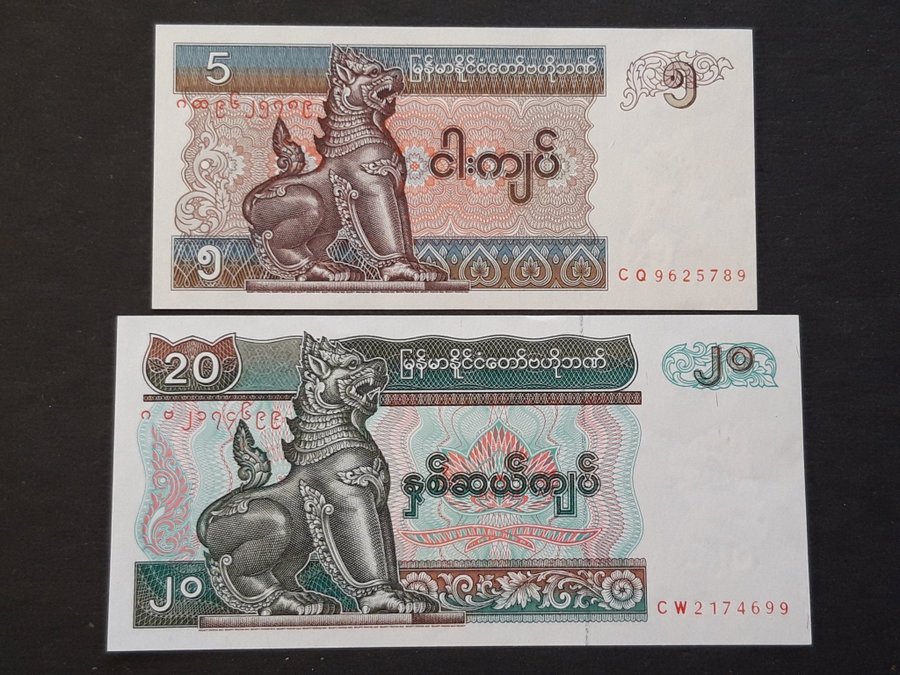 5
မြန်မာနိုင်ငံတော်ဗဟိုဘဏ်
၅
ငါးကျပ်
၅
CQ9625789
20
မြန်မာနိုင်ငံတော်ဗဟိုဘဏ်
၂၀
နှစ်ဆယ်ကျပ်
၂၀
CW2174699